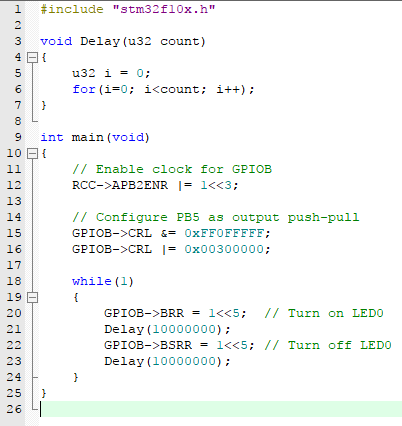 1 #include "stm32f10x.h"
2
3 void Delay(u32 count)
4 {
5     u32 i = 0;
6     for(i=0; i<count; i++);
7 }
8
9 int main(void)
10 {
11     // Enable clock for GPIOB
12     RCC->APB2ENR |= 1<<3;
13
14     // Configure PB5 as output push-pull
15     GPIOB->CRL &= 0xFF0FFFFF;
16     GPIOB->CRL |= 0x00300000;
17
18     while(1)
19     {
20         GPIOB->BRR = 1<<5;  // Turn on LED0
21         Delay(10000000);
22         GPIOB->BSRR = 1<<5; // Turn off LED0
23         Delay(10000000);
24     }
25 }
26